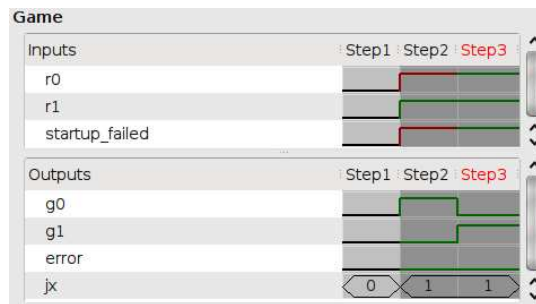 Game
Inputs Step1 Step2 Step3
r0
r1
startup_failed
Outputs Step1 Step2 Step3
g0
g1
error
jx 0 1 1